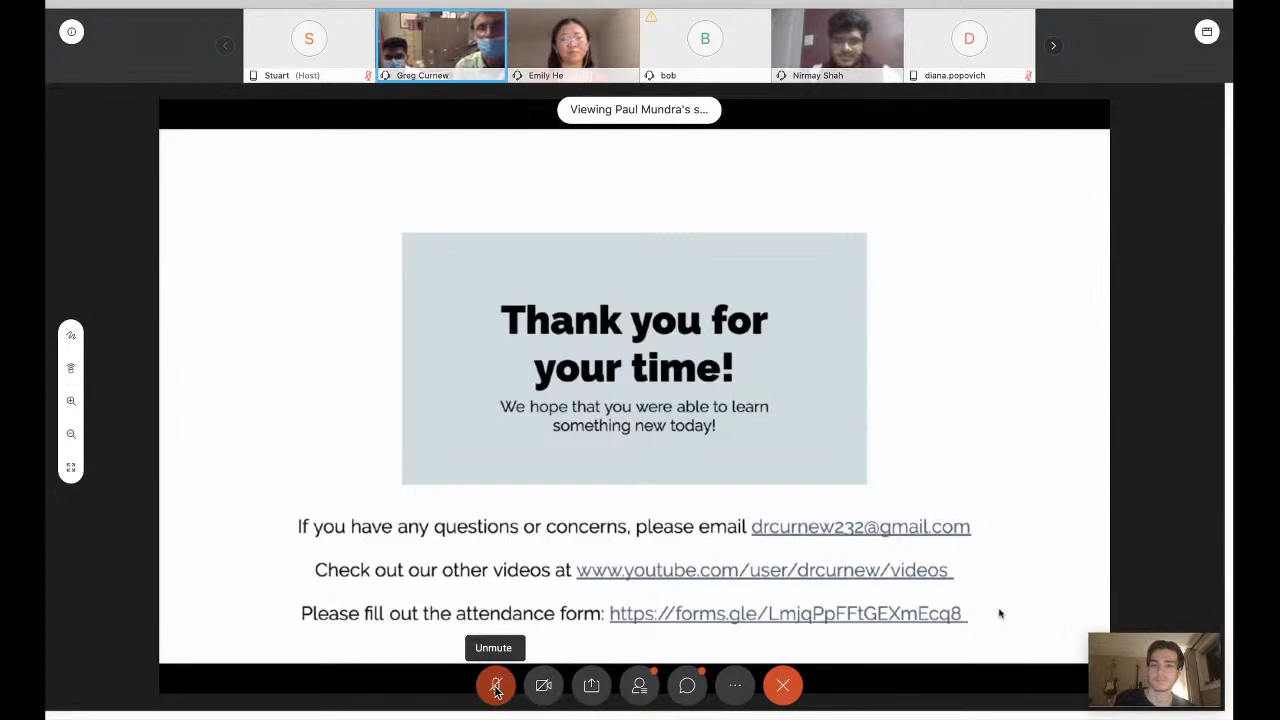 S
B
D
Stuart (Host)
Greg Curnew
Emily He
bob
Nirmay Shah
diana.popovich
Viewing Paul Mundra's s...
Thank you for
your time!
We hope that you were able to learn
something new today!
If you have any questions or concerns, please email drcurnew232@gmail.com
Check out our other videos at www.youtube.com/user/drcurnew/videos
Please fill out the attendance form: https://forms.gle/LmjqPpFFtGEXmEcq8
Unmute